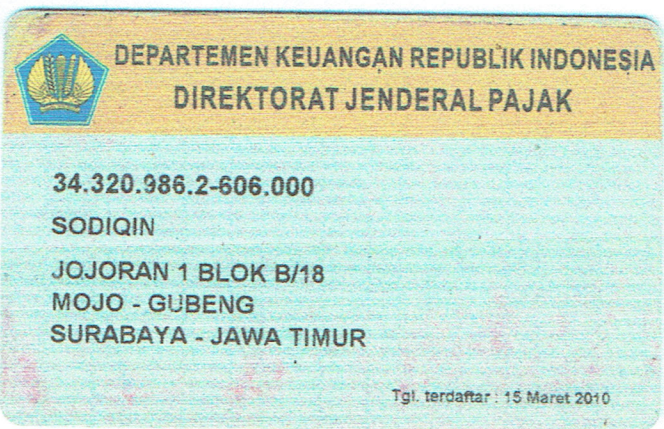 DEPARTEMEN KEUANGAN REPUBLIK INDONESIA
DIREKTORAT JENDERAL PAJAK
34.320.986.2-606.000
SODIQIN
JOJORAN 1 BLOK B/18
MOJO - GUBENG
SURABAYA - JAWA TIMUR
Tgl. terdaftar : 15 Maret 2010